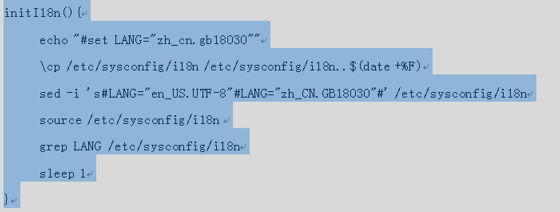 initI18n(){
echo "#set LANG="zh_cn.gb18030""
\cp /etc/sysconfig/i18n /etc/sysconfig/i18n..$(date +%F)
sed -i 's#LANG="en_US.UTF-8"#LANG="zh_CN.GB18030"#' /etc/sysconfig/i18n
source /etc/sysconfig/i18n
grep LANG /etc/sysconfig/i18n
sleep 1
}